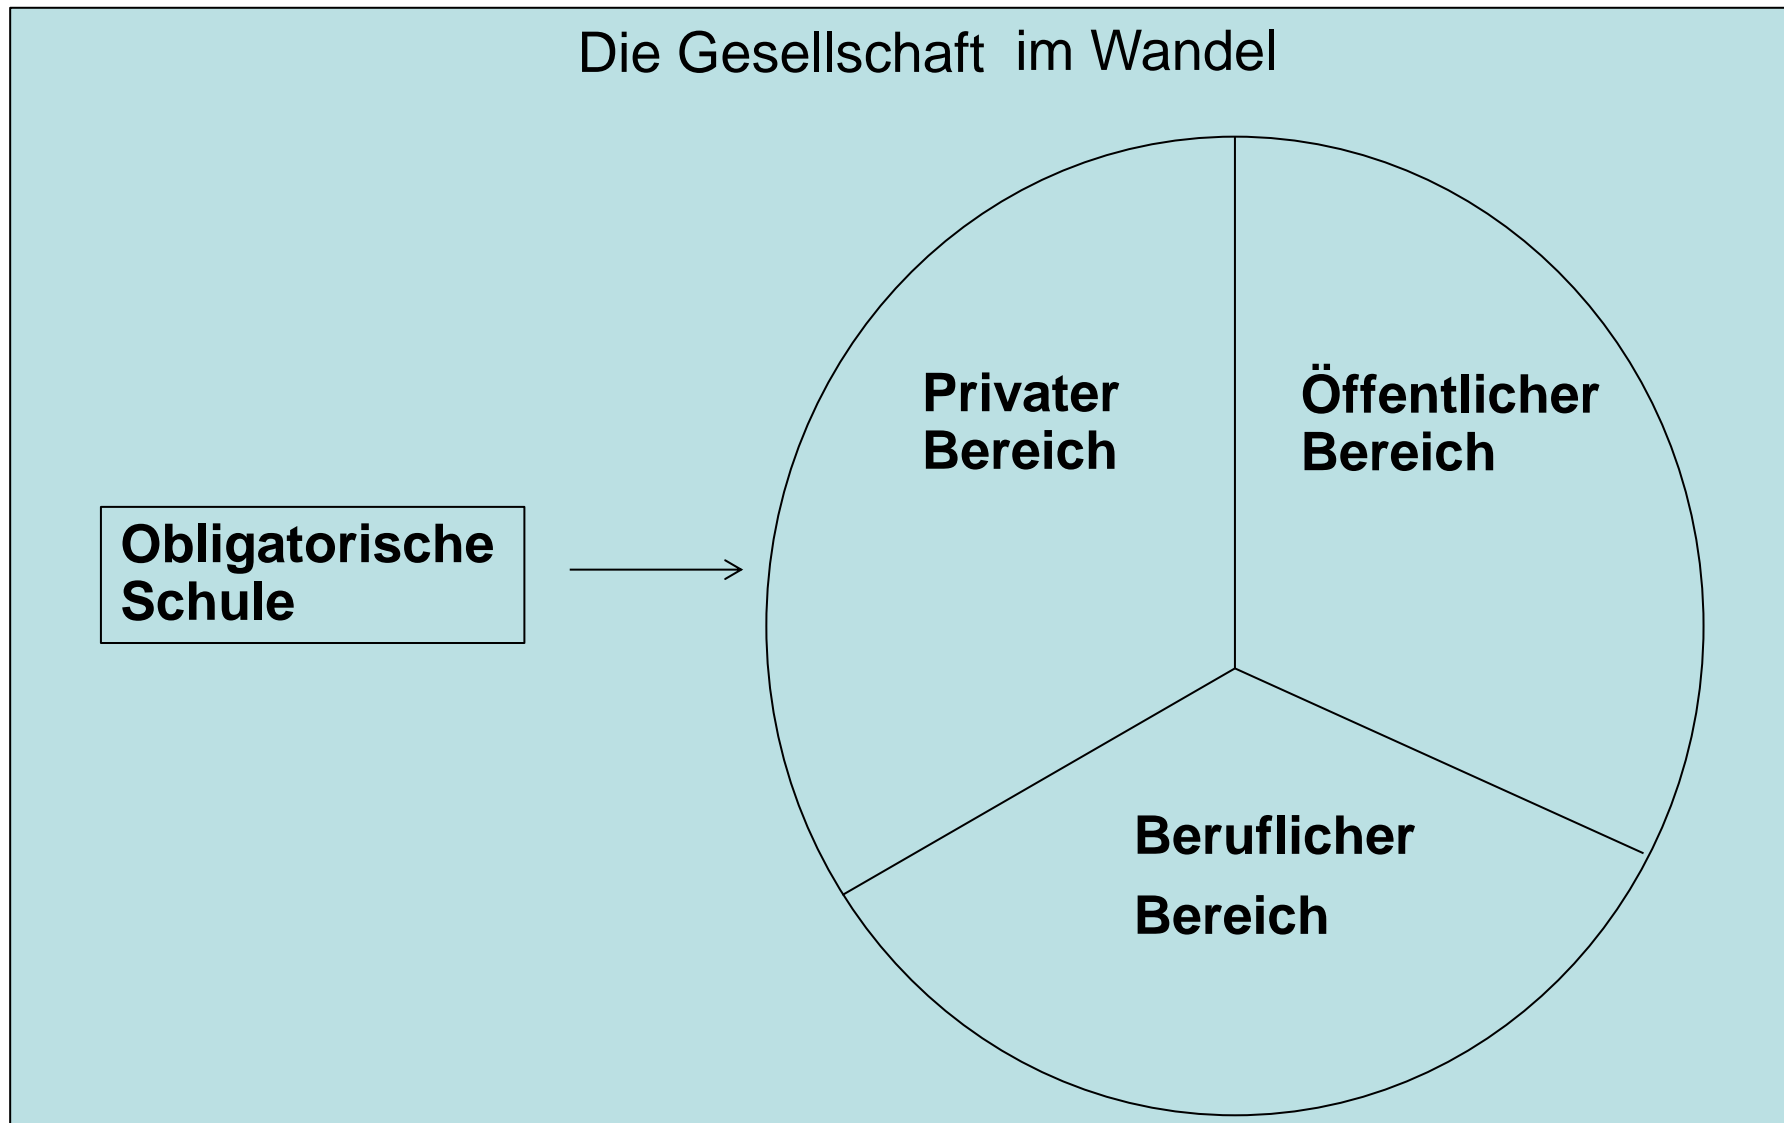 Die Gesellschaft im Wandel
Privater
Bereich
Öffentlicher
Bereich
Obligatorische
Schule
Beruflicher
Bereich